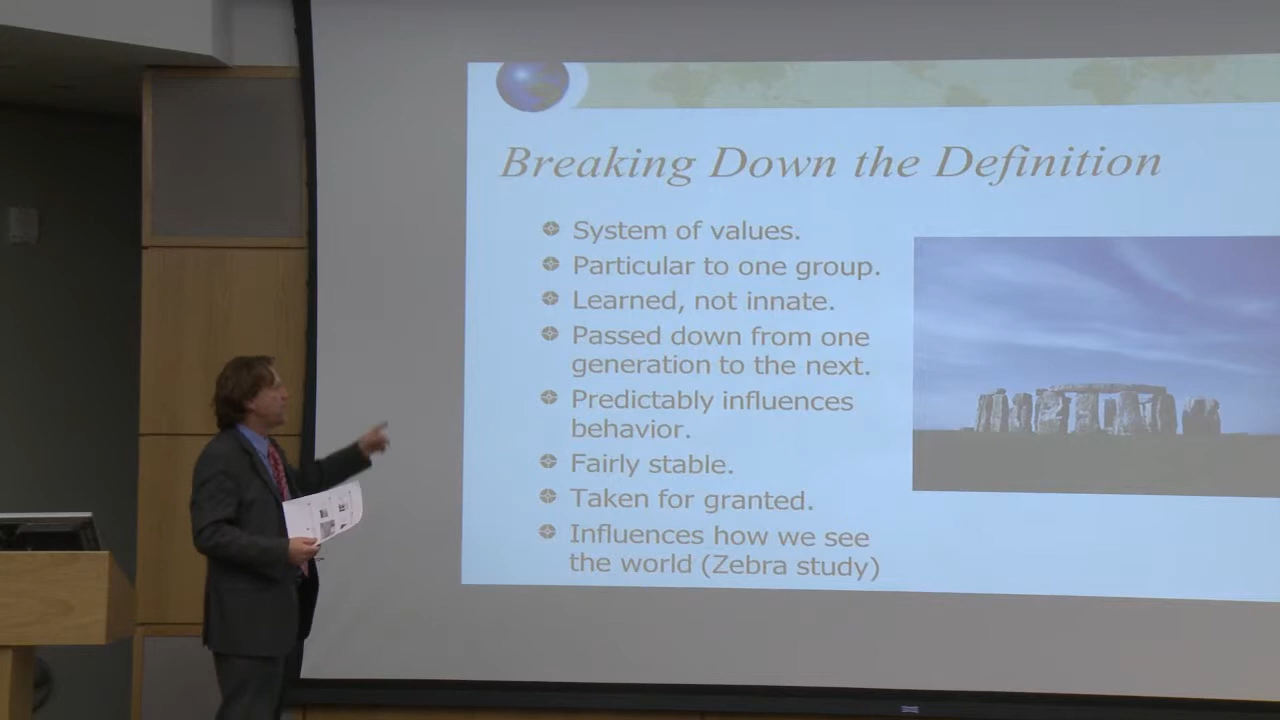 Breaking Down the Definition
System of values.
Particular to one group.
Learned, not innate.
Passed down from one
generation to the next.
Predictably influences
behavior.
Fairly stable.
Taken for granted.
Influences how we see
the world (Zebra study)